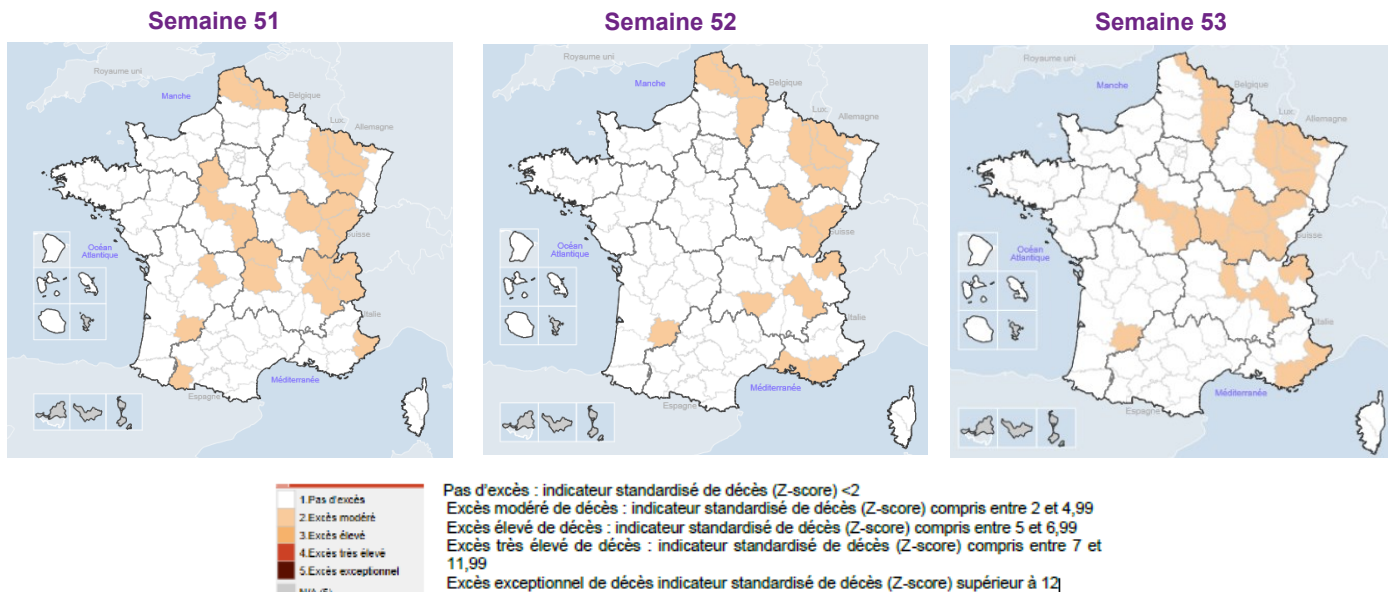 Semaine 51
Semaine 52
Semaine 53
Royaume uni
Manche
Belgique
Lux.
Allemagne
Suisse
Océan
Atlantique
Italie
Méditerranée
Espagne
Royaume uni
Manche
Belgique
Lux.
Allemagne
Suisse
Océan
Atlantique
Italie
Méditerranée
Espagne
Royaume uni
Manche
Belgique
Lux.
Allemagne
Suisse
Océan
Atlantique
Italie
Méditerranée
Espagne
1.Pas d'excès
2.Excès modéré
3.Excès élevé
4.Excès très élevé
5.Excès exceptionnel
N/A (5)
Pas d'excès : indicateur standardisé de décès (Z-score) <2
Excès modéré de décès : indicateur standardisé de décès (Z-score) compris entre 2 et 4,99
Excès élevé de décès : indicateur standardisé de décès (Z-score) compris entre 5 et 6,99
Excès très élevé de décès : indicateur standardisé de décès (Z-score) compris entre 7 et
11,99
Excès exceptionnel de décès indicateur standardisé de décès (Z-score) supérieur à 12